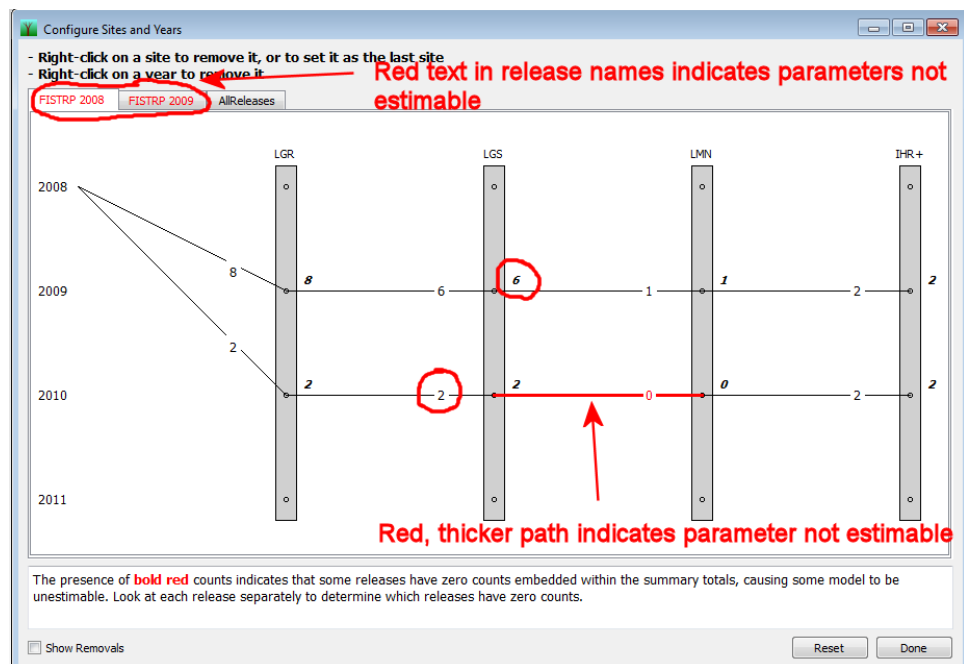 Configure Sites and Years
- Right-click on a site to remove it, or to set it as the last site
- Right-click on a year to remove it
Red text in release names indicates parameters not
estimable
FISTRP 2008 FISTRP 2009 AllReleases
LGR LGS LMN IHR+
2008
8
2009 8 6 6 1 1 2 2
2
2010 2 2 2 0 0 2 2
2011
Red, thicker path indicates parameter not estimable
The presence of bold red counts indicates that some releases have zero counts embedded within the summary totals, causing some model to be
unestimable. Look at each release separately to determine which releases have zero counts.
Show Removals Reset Done